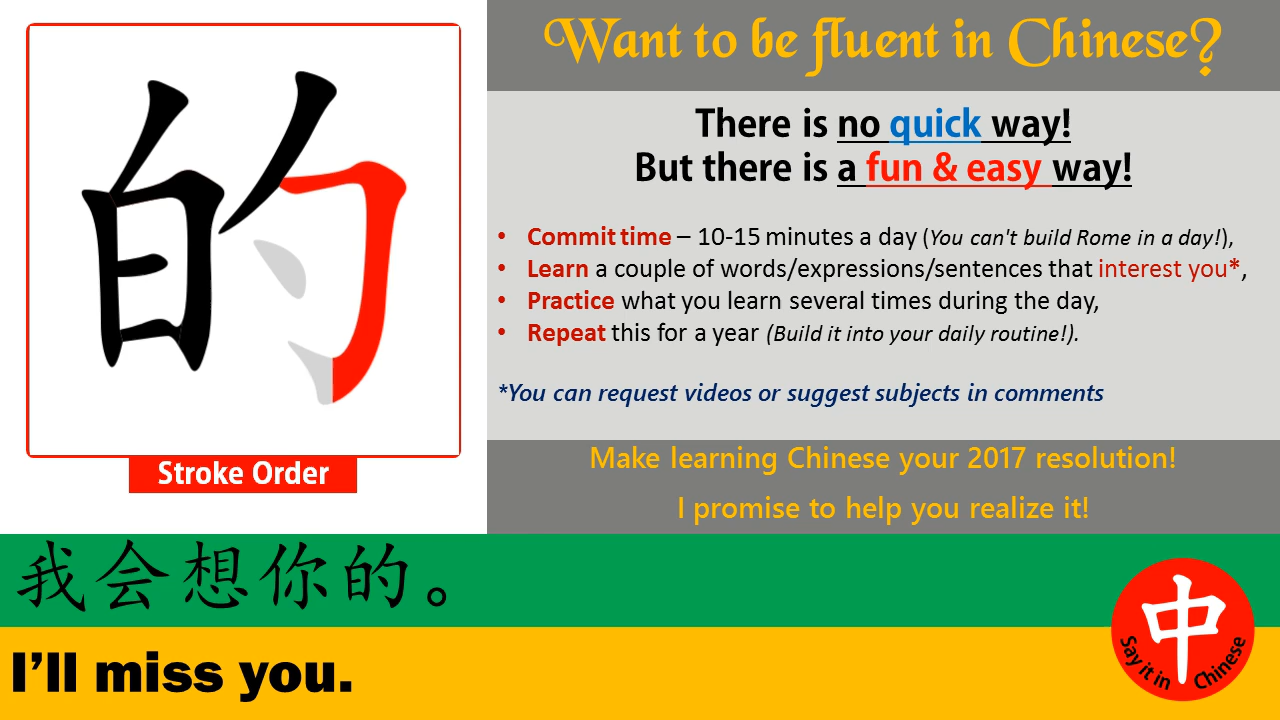 的
Stroke Order
Want to be fluent in Chinese?
There is no quick way!
But there is a fun & easy way!
• Commit time – 10-15 minutes a day (You can't build Rome in a day!),
• Learn a couple of words/expressions/sentences that interest you*,
• Practice what you learn several times during the day,
• Repeat this for a year (Build it into your daily routine!).
*You can request videos or suggest subjects in comments
Make learning Chinese your 2017 resolution!
I promise to help you realize it!
我会想你的。
I'll miss you.
中
Say it in Chinese